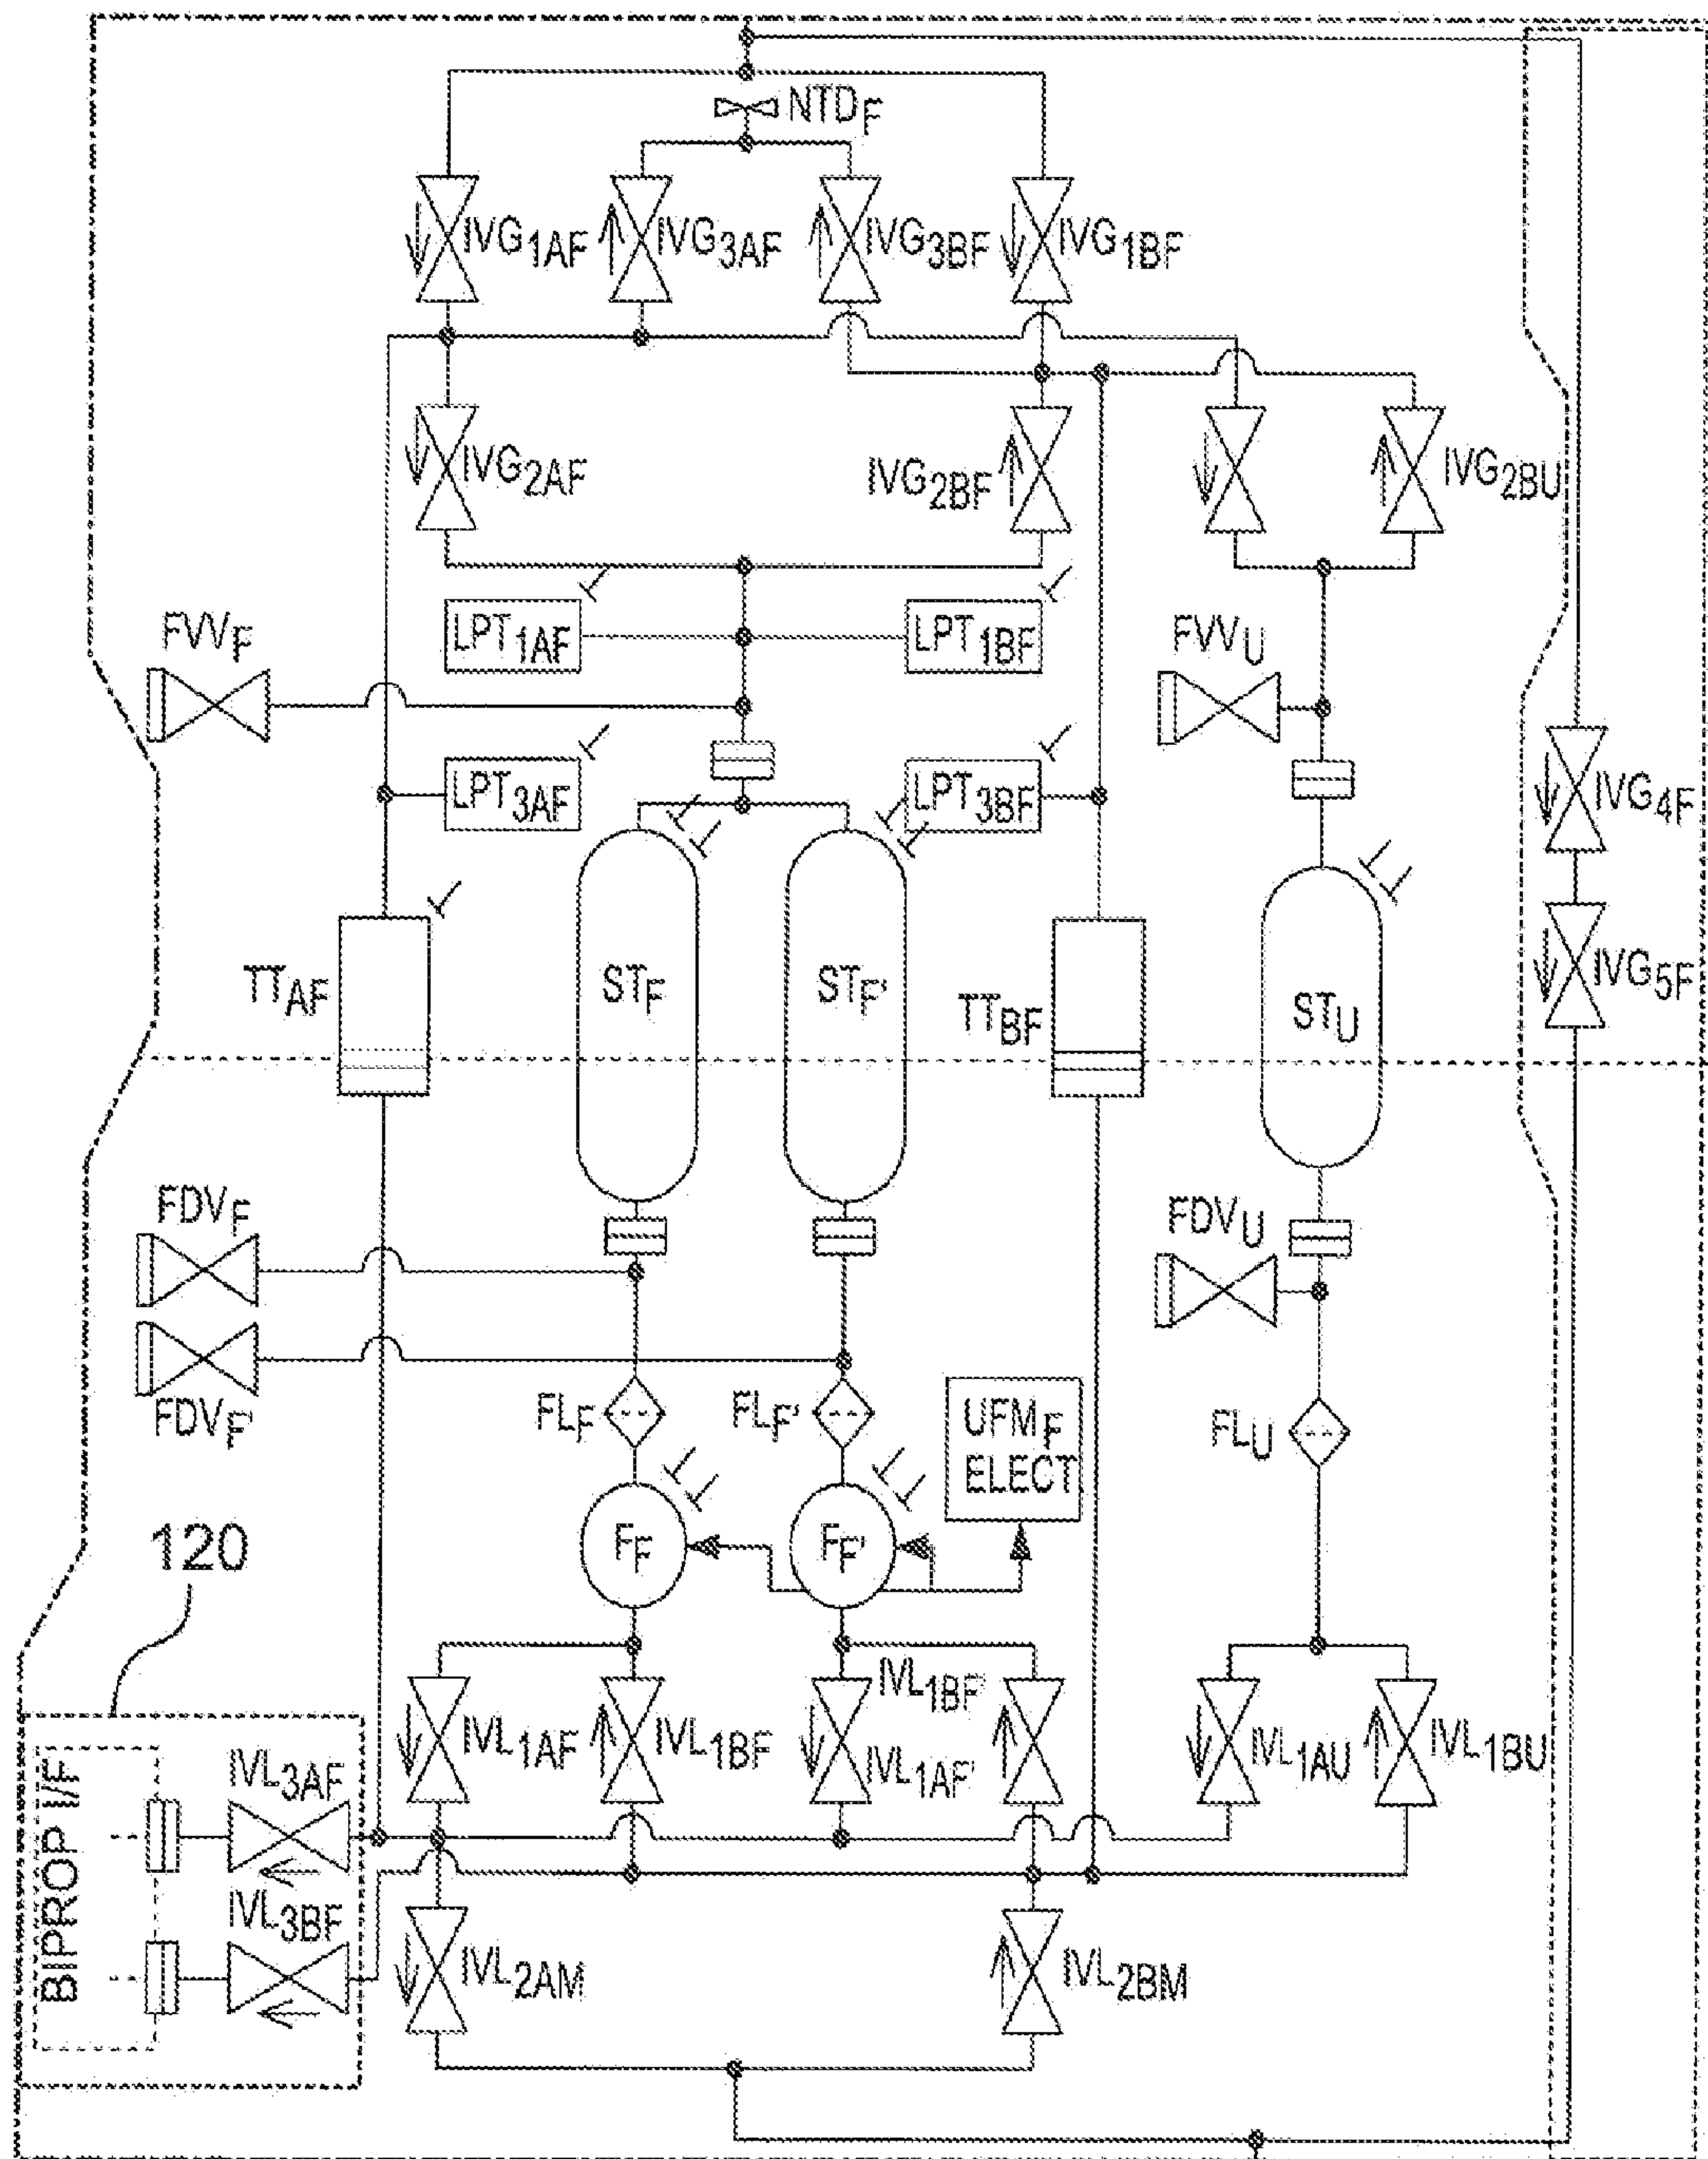 NTDF
IVG1AF
IVG3AF
IVG3BF
IVG1BF
IVG2AF
IVG2BF
IVG2BU
FVVF
LPT1AF
LPT1BF
FVVU
LPT3AF
LPT3BF
IVG4F
TTAF
STF
STF'
TTBF
STU
IVG5F
FDVF
FDVU
FDVF'
FLF
FLF'
UFMF
ELECT
FLU
120
FF
FF'
IVL1AF
IVL1BF
IVL1BF'
IVL1AF'
IVL1AU
IVL1BU
BIPROP I/F
IVL3AF
IVL3BF
IVL2AM
IVL2BM